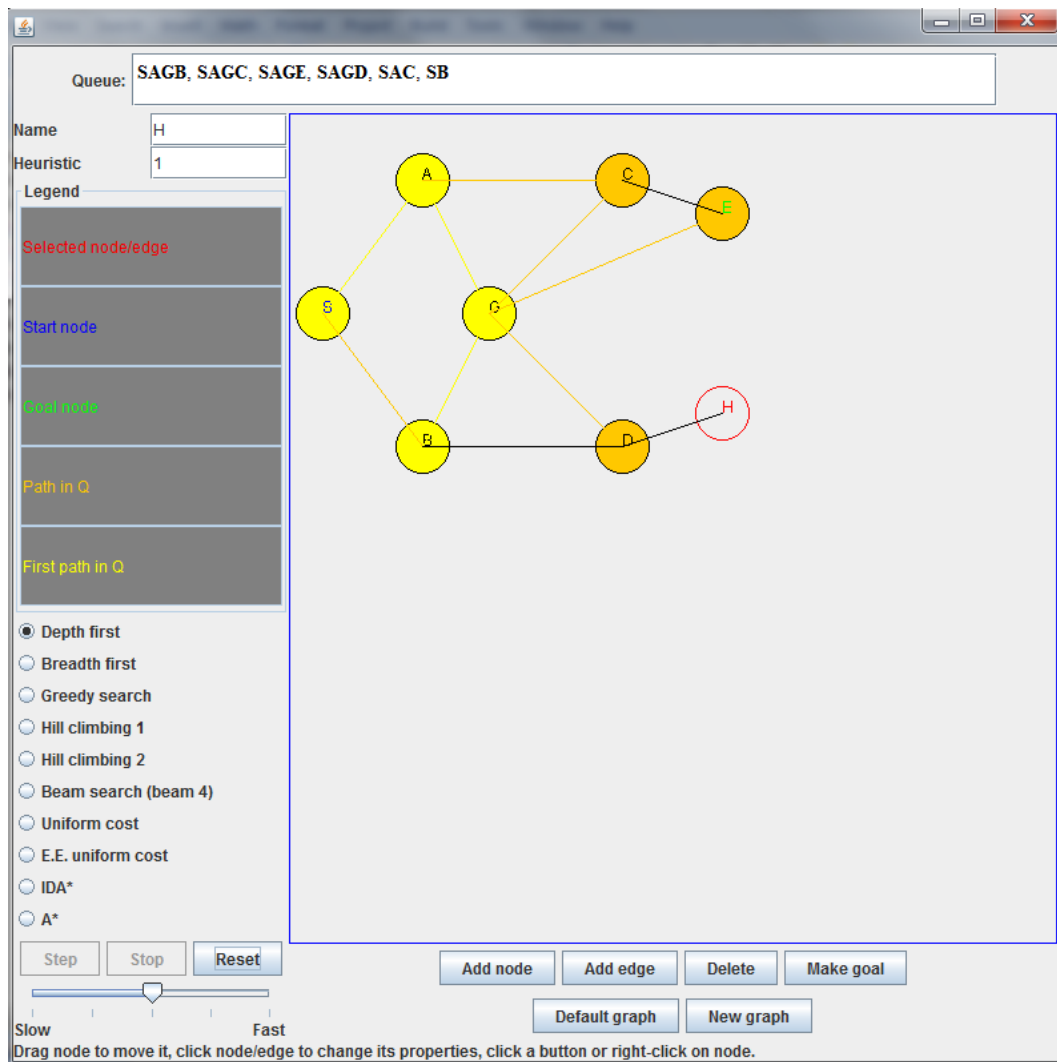 Queue: SAGB, SAGC, SAGE, SAGD, SAC, SB
Name H
Heuristic 1
Legend
Selected node/edge
Start node
Goal node
Path in Q
First path in Q
A
C
E
S
G
H
B
D
Depth first
Breadth first
Greedy search
Hill climbing 1
Hill climbing 2
Beam search (beam 4)
Uniform cost
E.E. uniform cost
IDA*
A*
Step Stop Reset
Add node Add edge Delete Make goal
Default graph New graph
Slow Fast
Drag node to move it, click node/edge to change its properties, click a button or right-click on node.